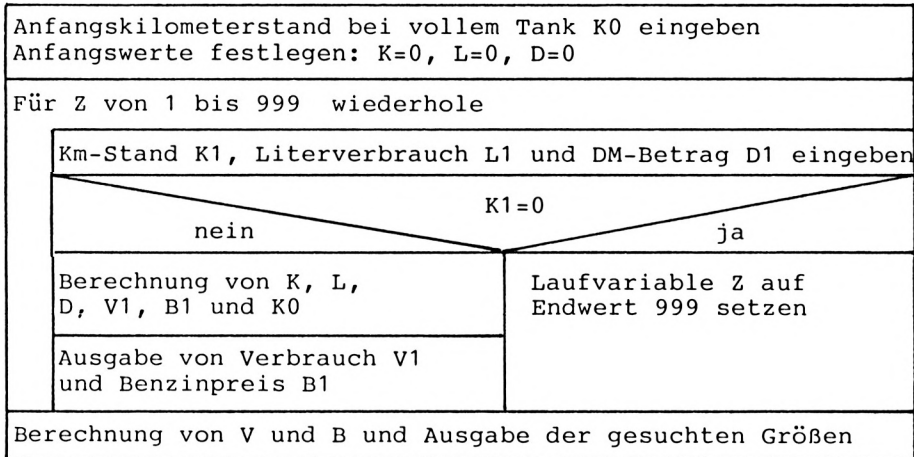 Anfangskilometerstand bei vollem Tank K0 eingeben
Anfangswerte festlegen: K=0, L=0, D=0
Für Z von 1 bis 999 wiederhole
Km-Stand K1, Literverbrauch L1 und DM-Betrag D1 eingeben
K1=0
nein
ja
Berechnung von K, L,
D, V1, B1 und K0
Laufvariable Z auf
Endwert 999 setzen
Ausgabe von Verbrauch V1
und Benzinpreis B1
Berechnung von V und B und Ausgabe der gesuchten Größen